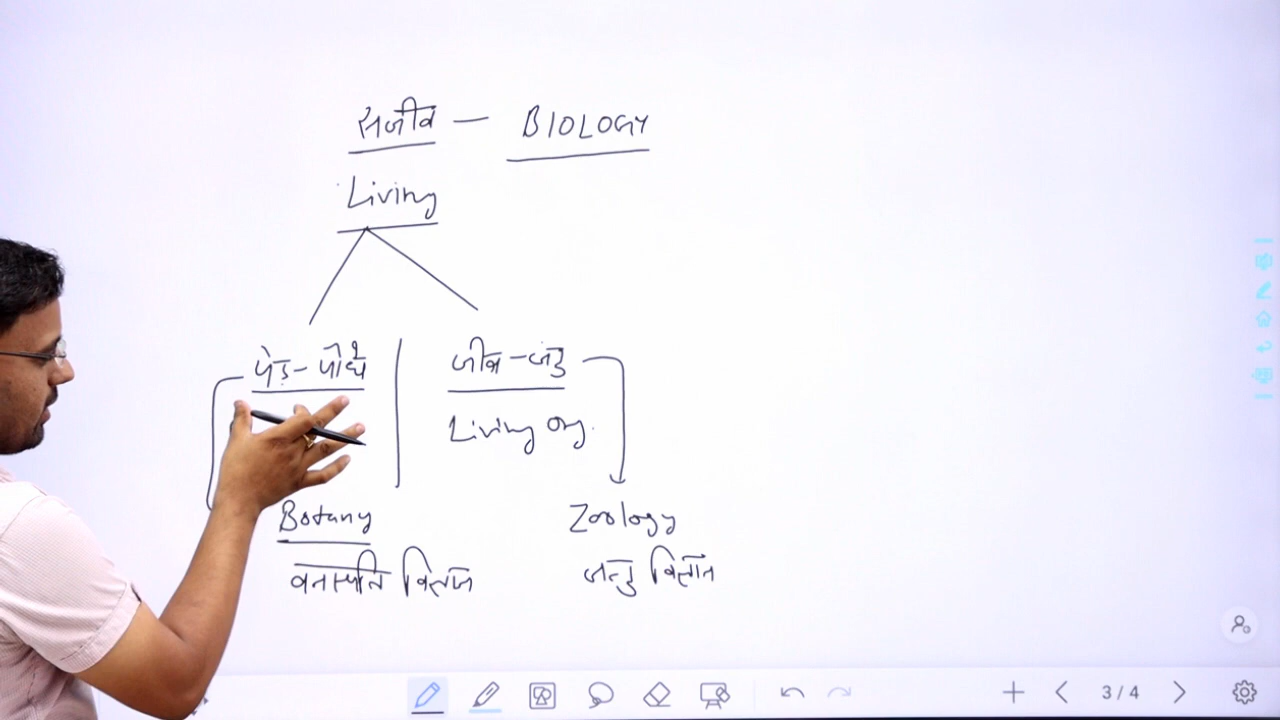 सजीव — BIOLOGY
Living
पेड़-पौधे
जीव-जंतु
Living Org.
Botany
Zoology
वनस्पति विज्ञान
जन्तु विज्ञान
3/4